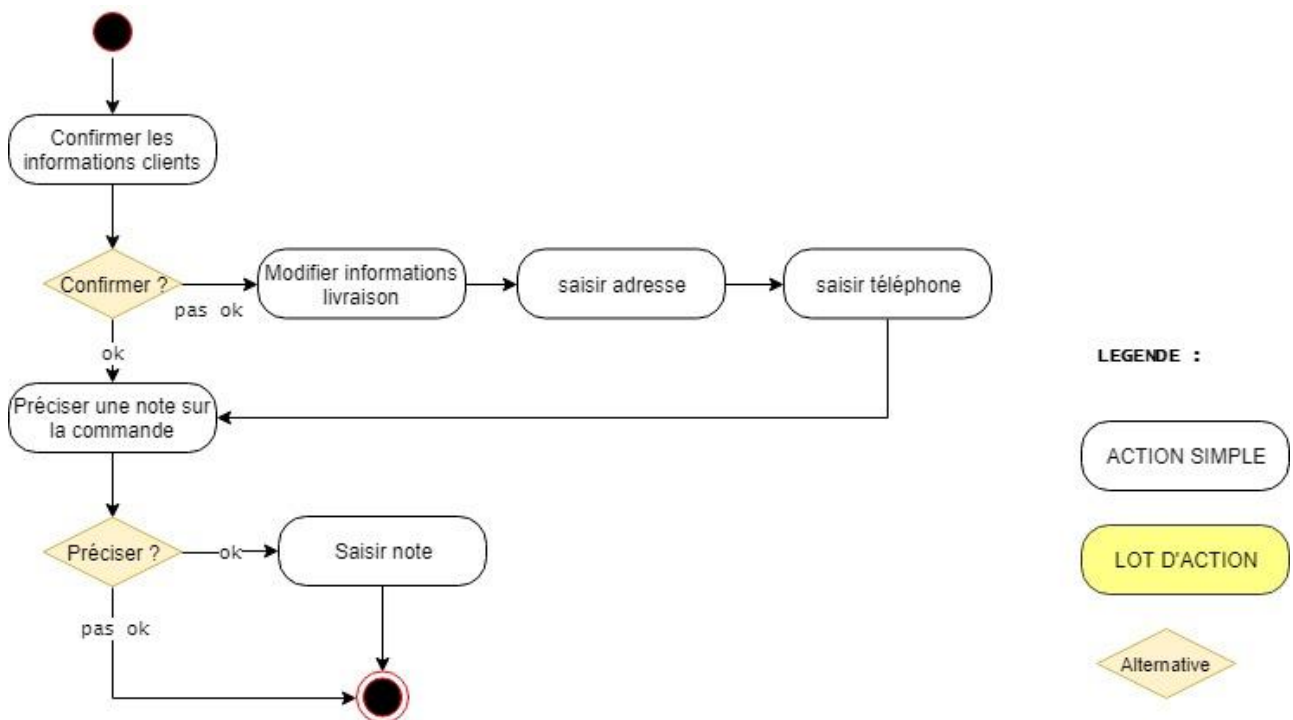 Confirmer les
informations clients
Confirmer ?
pas ok
Modifier informations
livraison
saisir adresse
saisir téléphone
ok
LEGENDE :
Préciser une note sur
la commande
ACTION SIMPLE
Préciser ?
ok
Saisir note
LOT D'ACTION
pas ok
Alternative